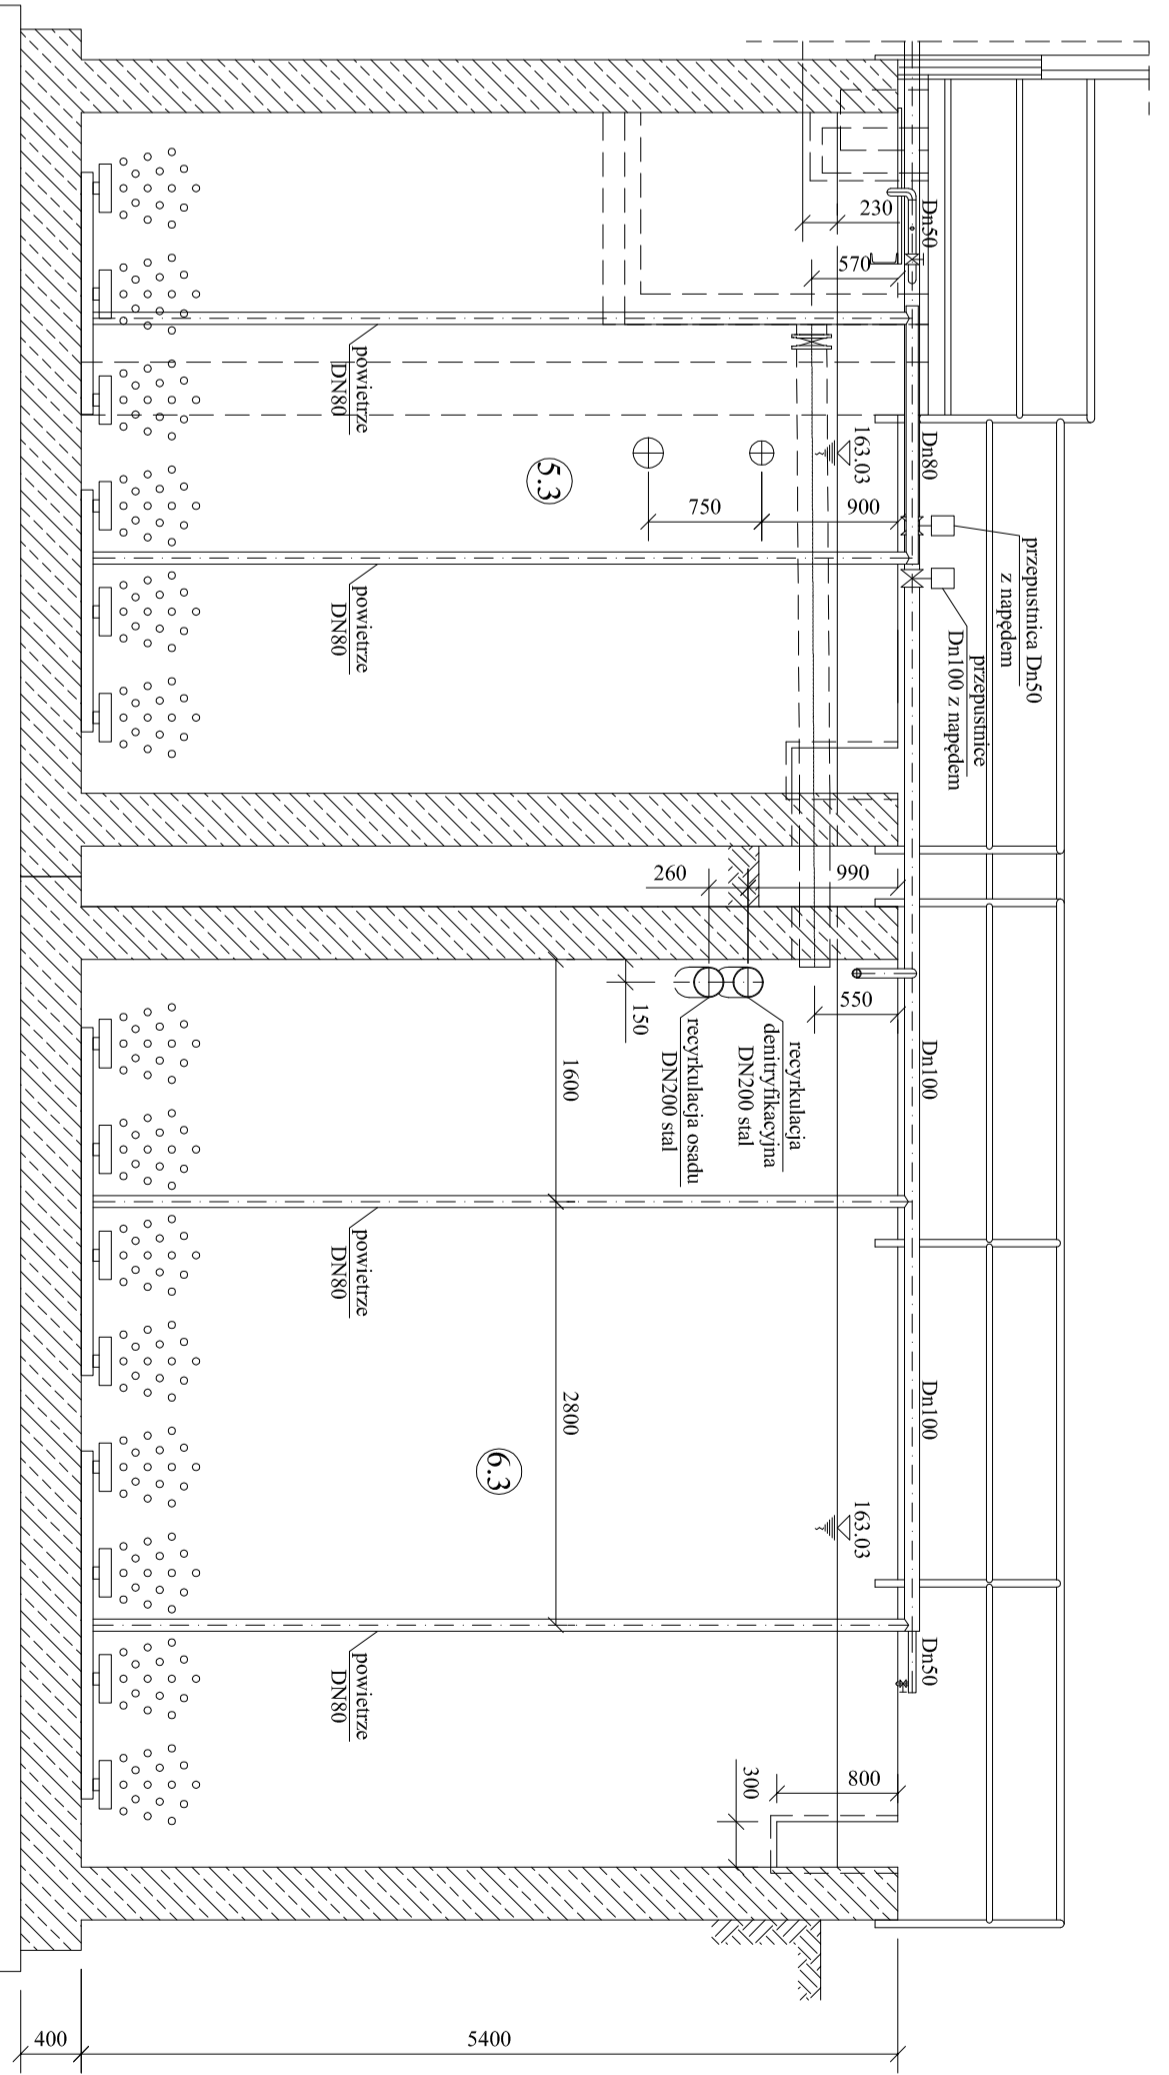 Dn50
230
570
Dn80
163.03
900
750
5.3
powietrze
DN80
powietrze
DN80
przepustnica Dn50
z napędem
przepustnice
Dn100 z napędem
990
260
550
150
recyrkulacja
denitryfikacyjna
DN200 stal
recyrkulacja osadu
DN200 stal
Dn100
1600
powietrze
DN80
Dn100
2800
6.3
163.03
Dn50
powietrze
DN80
800
300
400
5400